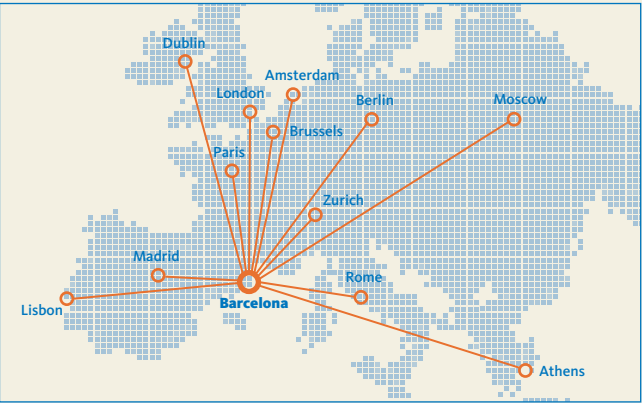 Dublin
Amsterdam
London
Berlin
Moscow
Brussels
Paris
Zurich
Madrid
Rome
Barcelona
Lisbon
Athens